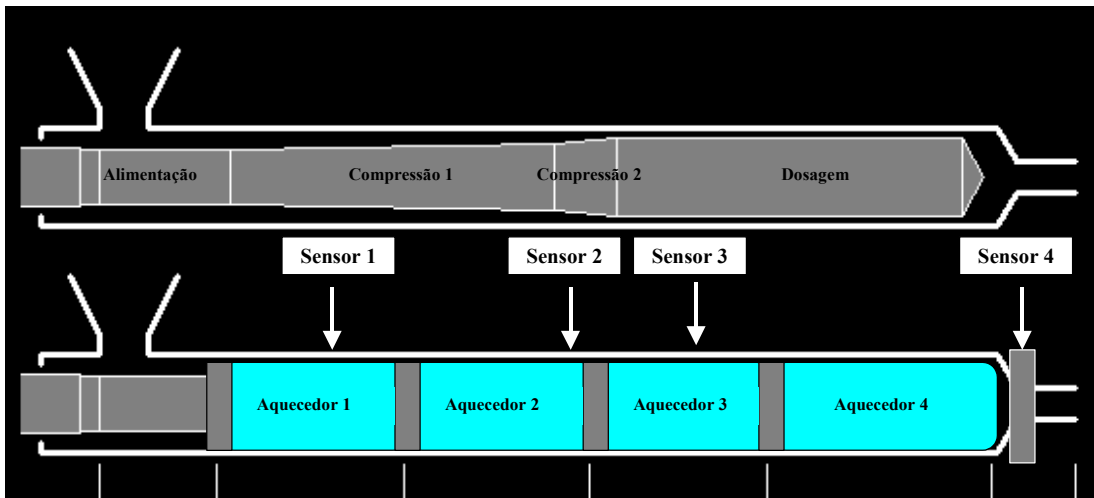 Alimentação
Compressão 1
Compressão 2
Dosagem
Sensor 1
Sensor 2
Sensor 3
Sensor 4
Aquecedor 1
Aquecedor 2
Aquecedor 3
Aquecedor 4